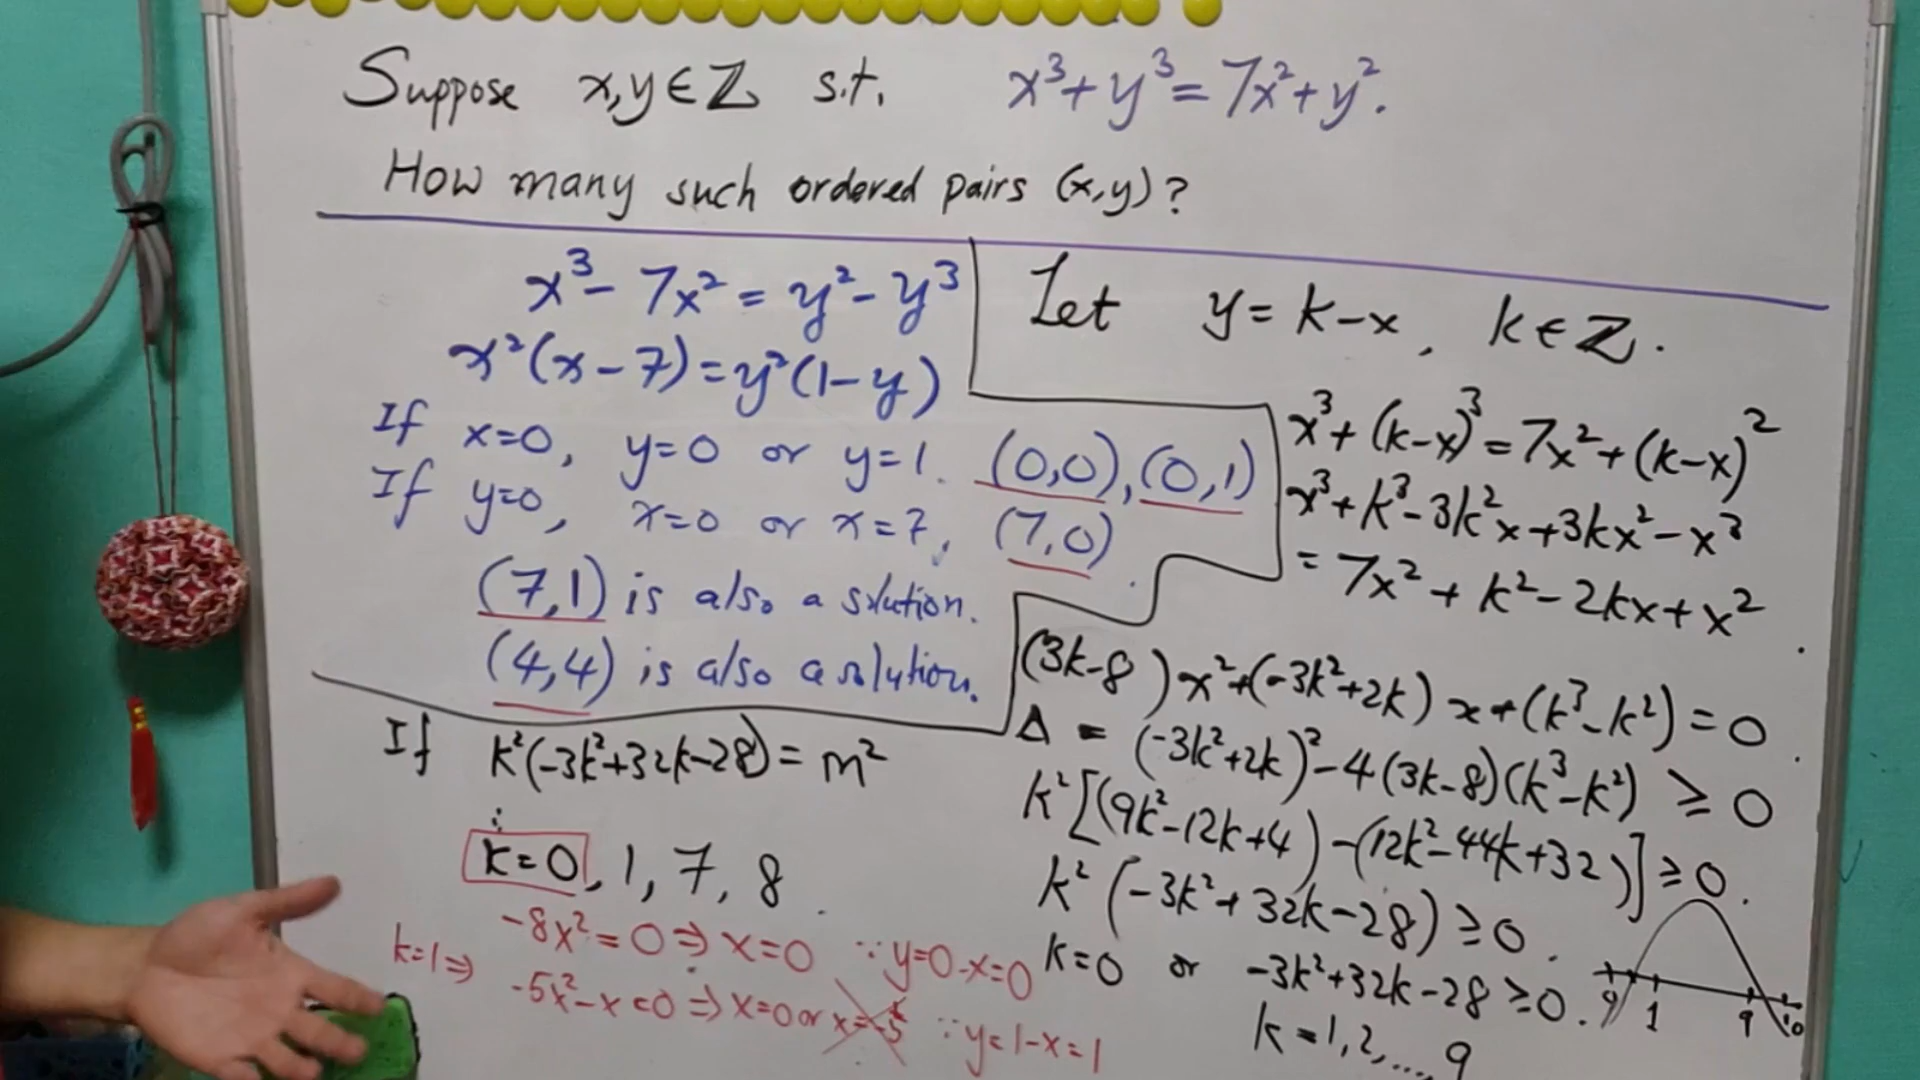 Suppose x,y∈ℤ s.t. x³+y³=7x²+y².
How many such ordered pairs (x,y)?
x³-7x²=y²-y³
x²(x-7)=y²(1-y)
If x=0, y=0 or y=1. (0,0),(0,1)
If y=0, x=0 or x=7, (7,0).
(7,1) is also a solution.
(4,4) is also a solution.
Let y=k-x, k∈ℤ.
x³+(k-x)³=7x²+(k-x)²
x³+k³-3k²x+3kx²-x³
=7x²+k²-2kx+x²
(3k-8)x²+(-3k²+2k)x+(k³-k²)=0.
Δ=(-3k²+2k)²-4(3k-8)(k³-k²)≥0
k²[(9k²-12k+4)-(12k²-44k+32)]≥0.
k²(-3k²+32k-28)≥0.
k=0 or -3k²+32k-28≥0.
k=1,2,...,9
0 1 9 10
If k²(-3k²+32k-28)=m²
∴
k=0, 1, 7, 8.
-8x²=0⇒x=0 ∵y=0-x=0
k=1⇒ -5x²-x=0⇒x=0 or ∵y=1-x=1